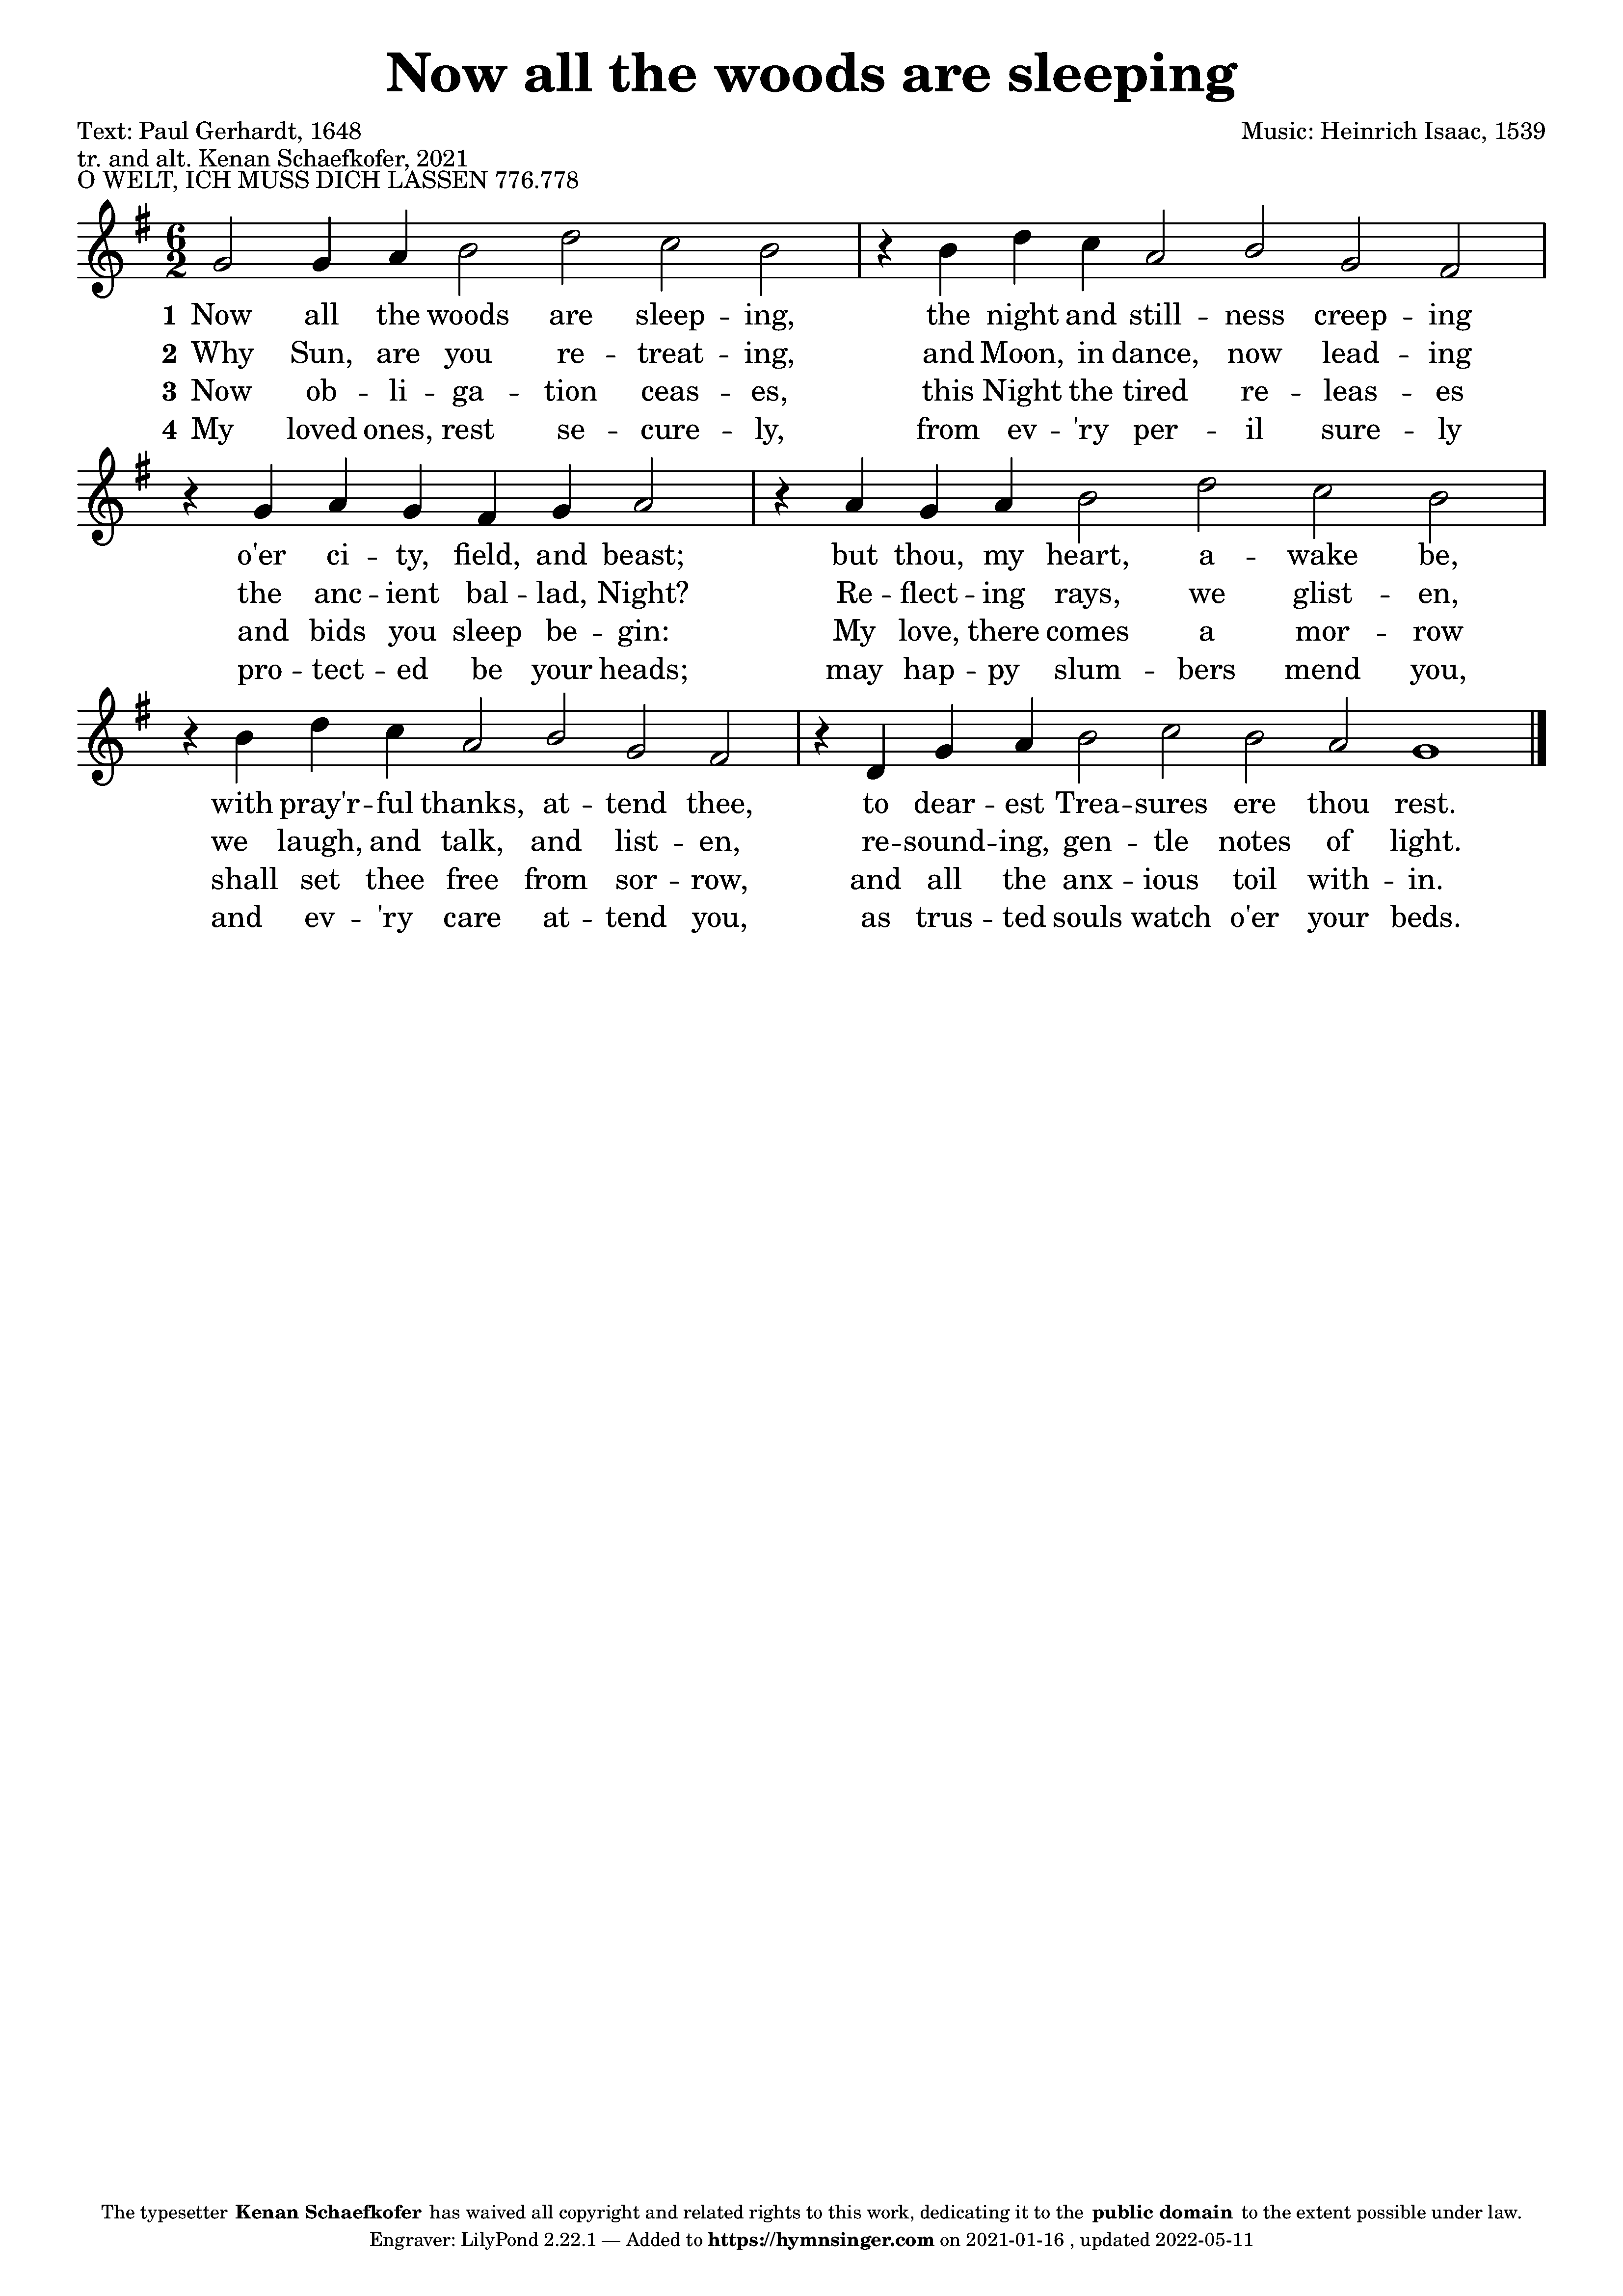 Now all the woods are sleeping
Text: Paul Gerhardt, 1648
Music: Heinrich Isaac, 1539
tr. and alt. Kenan Schaefkofer, 2021
O WELT, ICH MUSS DICH LASSEN 776.778
6
2
1 Now all the woods are sleep -- ing, the night and still -- ness creep -- ing
2 Why Sun, are you re -- treat -- ing, and Moon, in dance, now lead -- ing
3 Now ob -- li -- ga -- tion ceas -- es, this Night the tired re -- leas -- es
4 My loved ones, rest se -- cure -- ly, from ev -- 'ry per -- il sure -- ly
o'er ci -- ty, field, and beast; but thou, my heart, a -- wake be,
the anc -- ient bal -- lad, Night? Re -- flect -- ing rays, we glist -- en,
and bids you sleep be -- gin: My love, there comes a mor -- row
pro -- tect -- ed be your heads; may hap -- py slum -- bers mend you,
with pray'r -- ful thanks, at -- tend thee, to dear -- est Trea -- sures ere thou rest.
we laugh, and talk, and list -- en, re -- sound -- ing, gen -- tle notes of light.
shall set thee free from sor -- row, and all the anx -- ious toil with -- in.
and ev -- 'ry care at -- tend you, as trus -- ted souls watch o'er your beds.
The typesetter Kenan Schaefkofer has waived all copyright and related rights to this work, dedicating it to the public domain to the extent possible under law.
Engraver: LilyPond 2.22.1 — Added to https://hymnsinger.com on 2021-01-16 , updated 2022-05-11